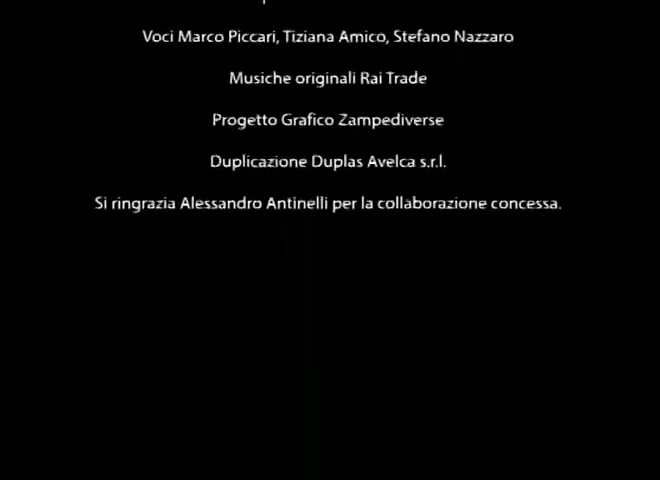 Voci Marco Piccari, Tiziana Amico, Stefano Nazzaro
Musiche originali Rai Trade
Progetto Grafico Zampediverse
Duplicazione Duplas Avelca s.r.l.
Si ringrazia Alessandro Antinelli per la collaborazione concessa.